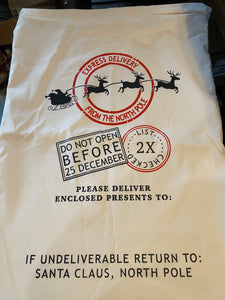 EXPRESS DELIVERY
FROM THE NORTH POLE
DO NOT OPEN
BEFORE
25 DECEMBER
LIST
2X
CHECKED
PLEASE DELIVER
ENCLOSED PRESENTS TO:
IF UNDELIVERABLE RETURN TO:
SANTA CLAUS, NORTH POLE